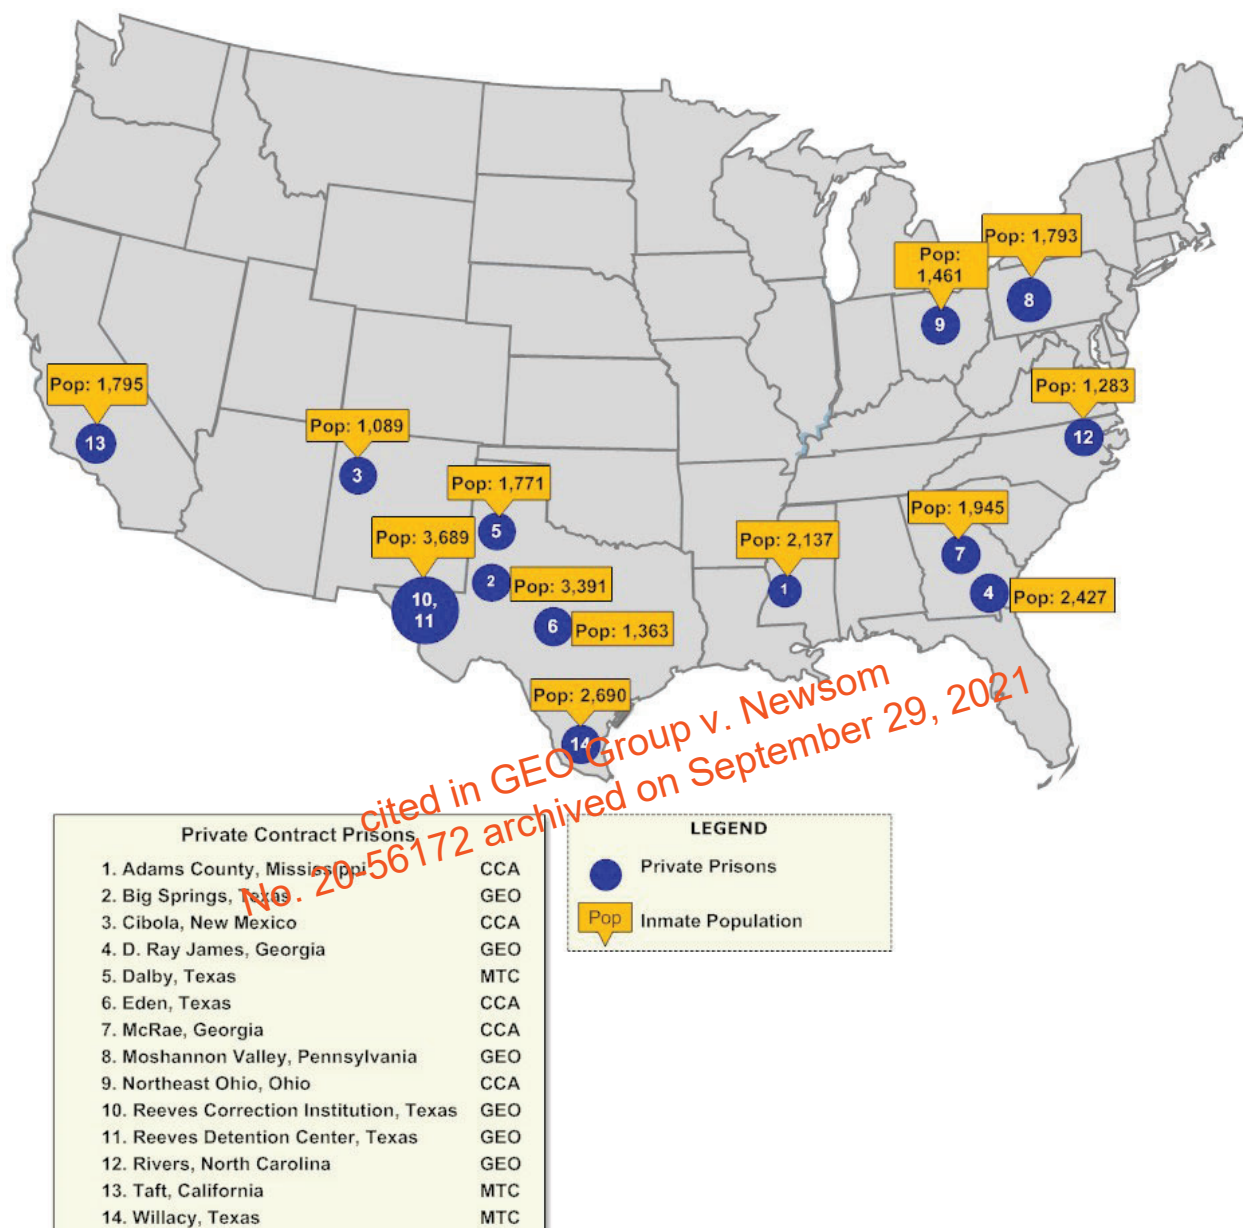 Pop: 1,793
Pop:
1,461
8
9
Pop: 1,795
Pop: 1,283
13
Pop: 1,089
12
3
Pop: 1,771
Pop: 1,945
5
Pop: 3,689
Pop: 2,137
7
2
Pop: 3,391
1
4
Pop: 2,427
10,
11
6
Pop: 1,363
Pop: 2,690
14
cited in GEO Group v. Newsom
No. 20-56172 archived on September 29, 2021
Private Contract Prisons
1. Adams County, Mississippi CCA
2. Big Springs, Texas GEO
3. Cibola, New Mexico CCA
4. D. Ray James, Georgia GEO
5. Dalby, Texas MTC
6. Eden, Texas CCA
7. McRae, Georgia CCA
8. Moshannon Valley, Pennsylvania GEO
9. Northeast Ohio, Ohio CCA
10. Reeves Correction Institution, Texas GEO
11. Reeves Detention Center, Texas GEO
12. Rivers, North Carolina GEO
13. Taft, California MTC
14. Willacy, Texas MTC
LEGEND
Private Prisons
Pop Inmate Population